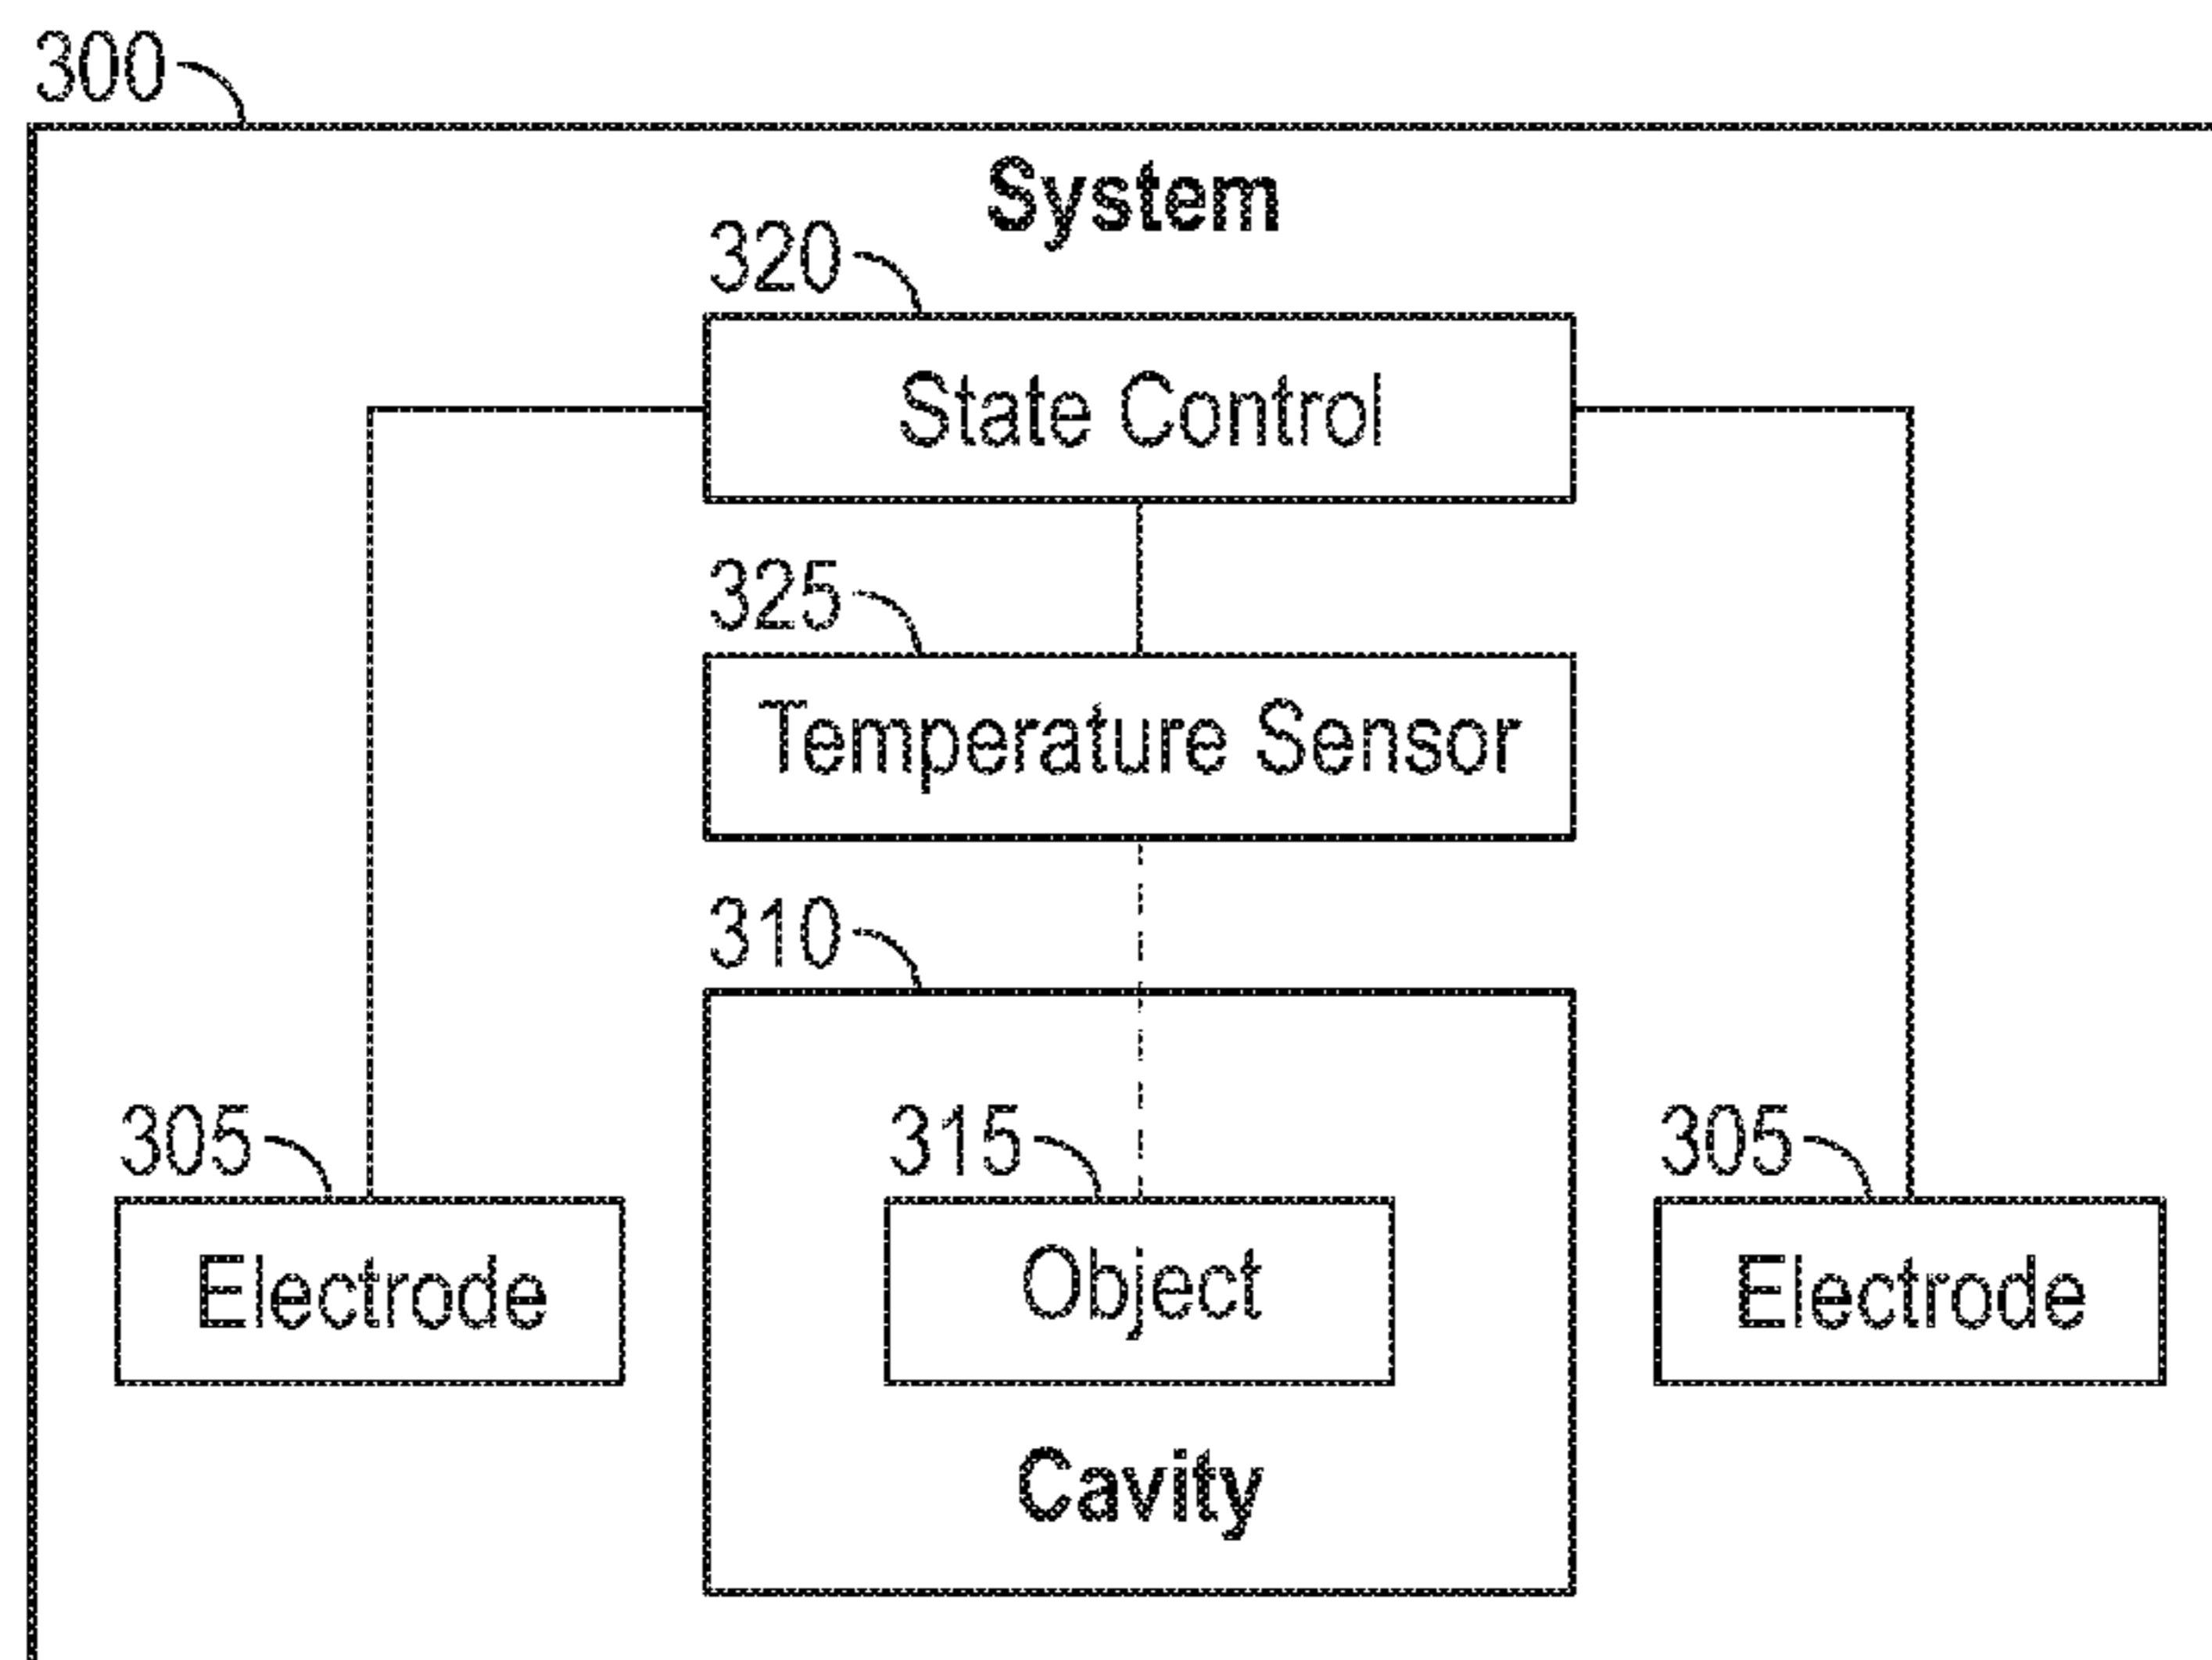 300
System
320
State Control
325
Temperature Sensor
310
305
315
305
Electrode
Object
Electrode
Cavity